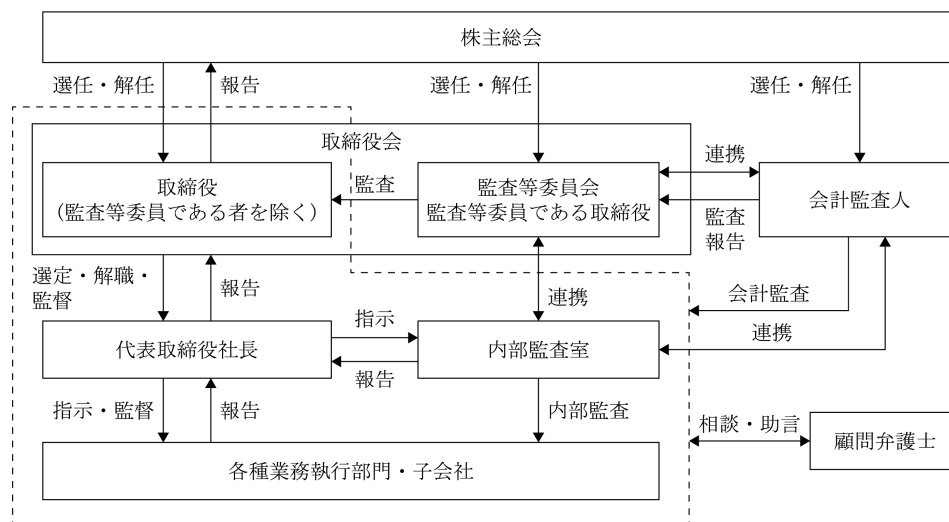 株主総会
選任・解任
報告
選任・解任
選任・解任
取締役会
連携
取締役
(監査等委員である者を除く)
監査
監査等委員会
監査等委員である取締役
会計監査人
監査
報告
選定・解職・
監督
報告
連携
会計監査
指示
連携
代表取締役社長
内部監査室
報告
指示・監督
報告
内部監査
相談・助言
顧問弁護士
各種業務執行部門・子会社